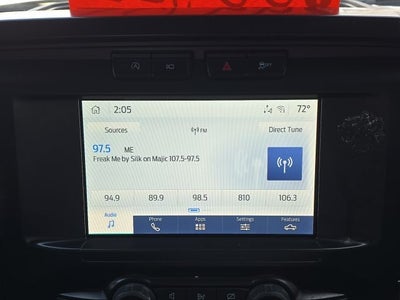 OFF
2:05
72°
Sources
FM
Direct Tune
97.5 ME
Freak Me by Silk on Majic 107.5-97.5
94.9 89.9 98.5 810 106.3
Audio Phone Apps Settings Features